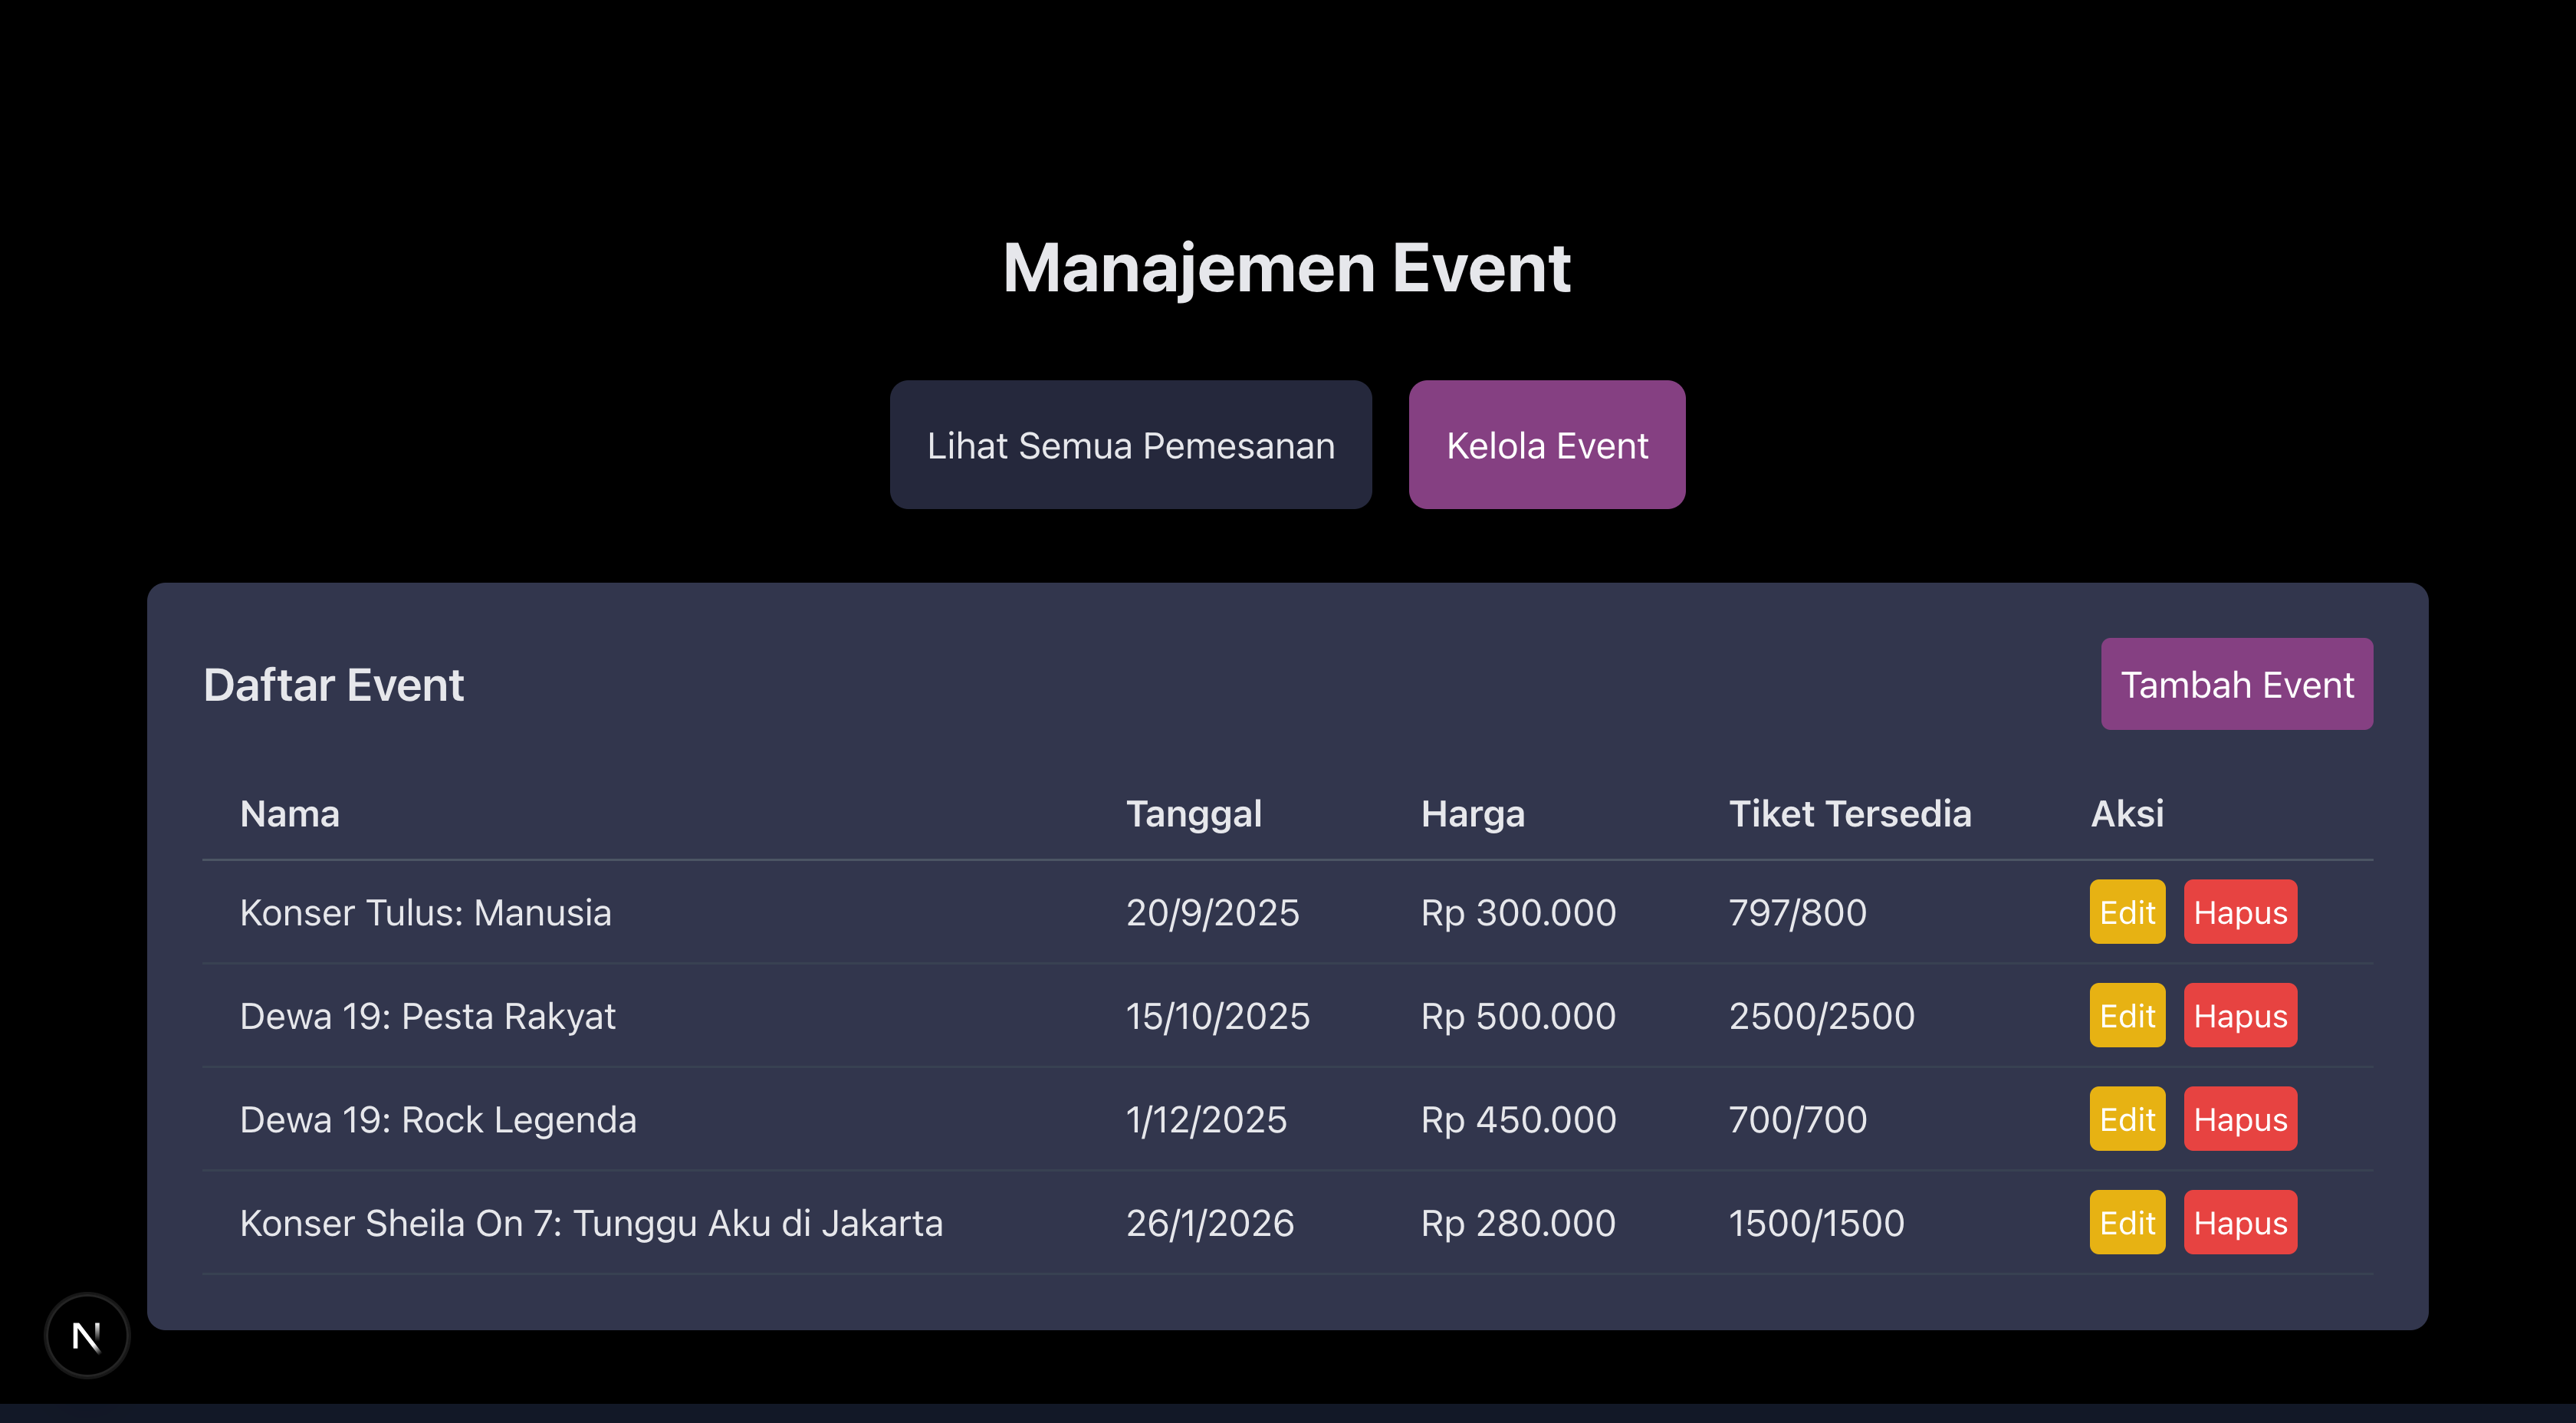 Manajemen Event
Lihat Semua Pemesanan Kelola Event
Daftar Event Tambah Event
Nama Tanggal Harga Tiket Tersedia Aksi
Konser Tulus: Manusia 20/9/2025 Rp 300.000 797/800 Edit Hapus
Dewa 19: Pesta Rakyat 15/10/2025 Rp 500.000 2500/2500 Edit Hapus
Dewa 19: Rock Legenda 1/12/2025 Rp 450.000 700/700 Edit Hapus
Konser Sheila On 7: Tunggu Aku di Jakarta 26/1/2026 Rp 280.000 1500/1500 Edit Hapus
N